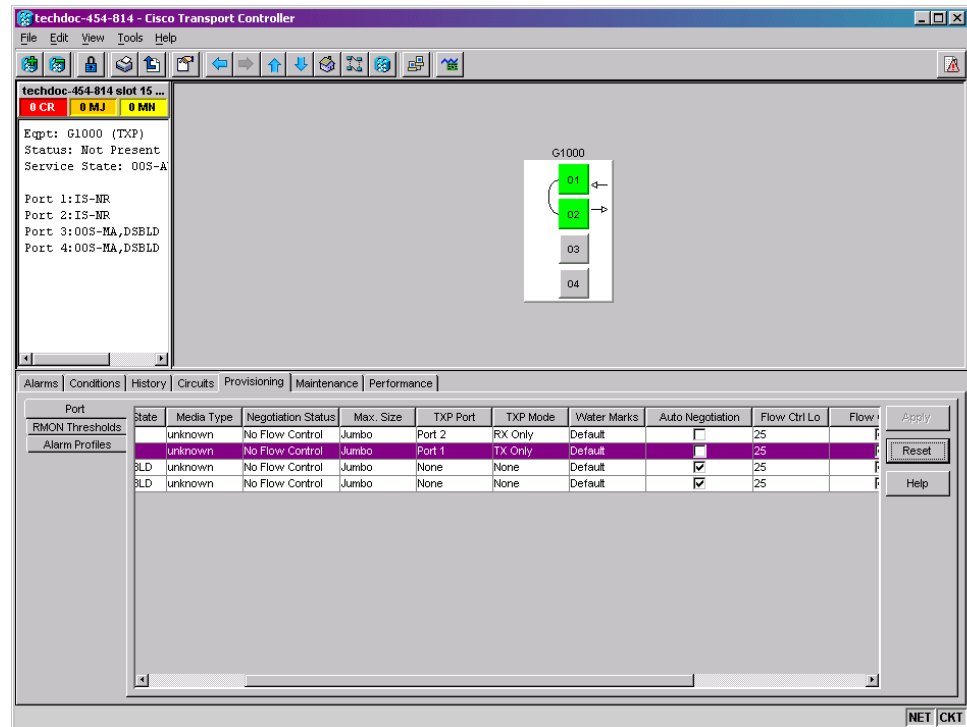 techdoc-454-814 - Cisco Transport Controller
File Edit View Tools Help
techdoc-454-814 slot 15 ...
0 CR 0 MJ 0 MN
Eqpt: G1000 (TXP)
Status: Not Present
Service State: OOS-A
Port 1:IS-NR
Port 2:IS-NR
Port 3:OOS-MA,DSBLD
Port 4:OOS-MA,DSBLD
G1000
01
02
03
04
Alarms Conditions History Circuits Provisioning Maintenance Performance
Port
RMON Thresholds
Alarm Profiles
State Media Type Negotiation Status Max. Size TXP Port TXP Mode Water Marks Auto Negotiation Flow Ctrl Lo Flow
unknown No Flow Control Jumbo Port 2 RX Only Default 25
unknown No Flow Control Jumbo Port 1 TX Only Default 25
BLD unknown No Flow Control Jumbo None None Default 25
BLD unknown No Flow Control Jumbo None None Default 25
Apply
Reset
Help
NET CKT